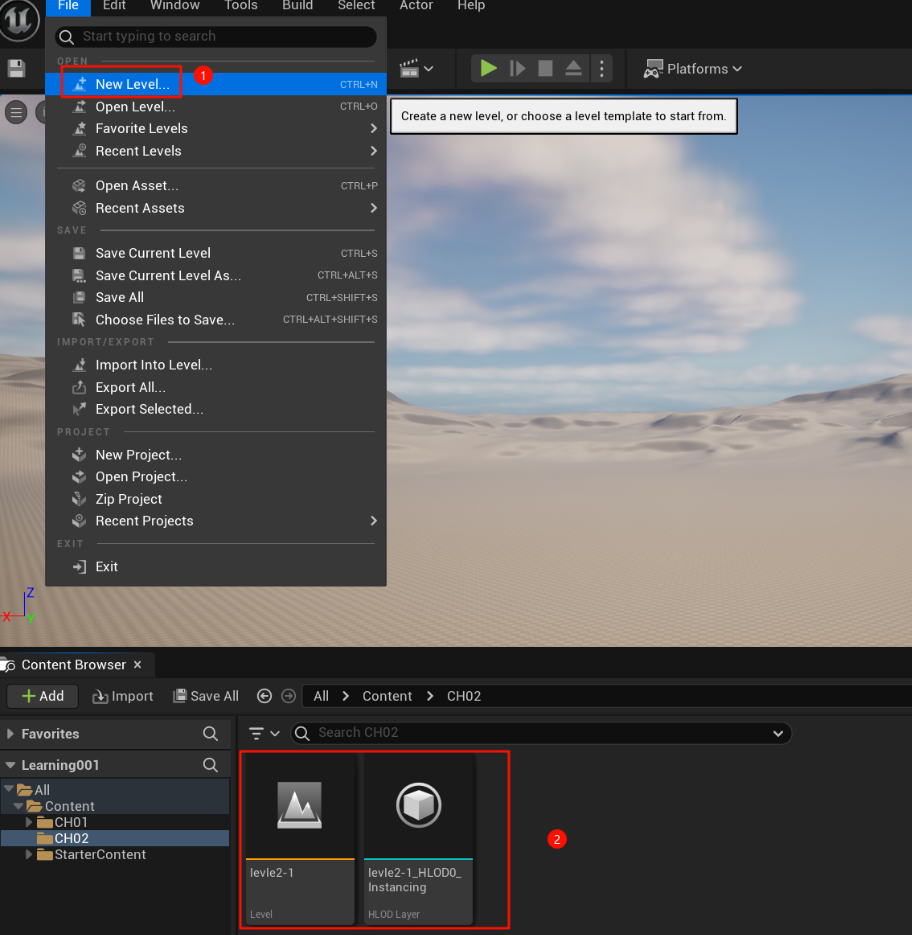 File Edit Window Tools Build Select Actor Help
Start typing to search
OPEN
New Level... CTRL+N
1
Open Level... CTRL+O
Favorite Levels
Recent Levels
Create a new level, or choose a level template to start from.
Platforms
Open Asset... CTRL+P
Recent Assets
SAVE
Save Current Level CTRL+S
Save Current Level As... CTRL+ALT+S
Save All CTRL+SHIFT+S
Choose Files to Save... CTRL+ALT+SHIFT+S
IMPORT/EXPORT
Import Into Level...
Export All...
Export Selected...
PROJECT
New Project...
Open Project...
Zip Project
Recent Projects
EXIT
Exit
Z
X Y
Content Browser
Add Import Save All All Content CH02
Favorites
Search CH02
Learning001
All
Content
CH01
CH02
StarterContent
levle2-1
Level
levle2-1_HLOD0_
Instancing
HLOD Layer
2